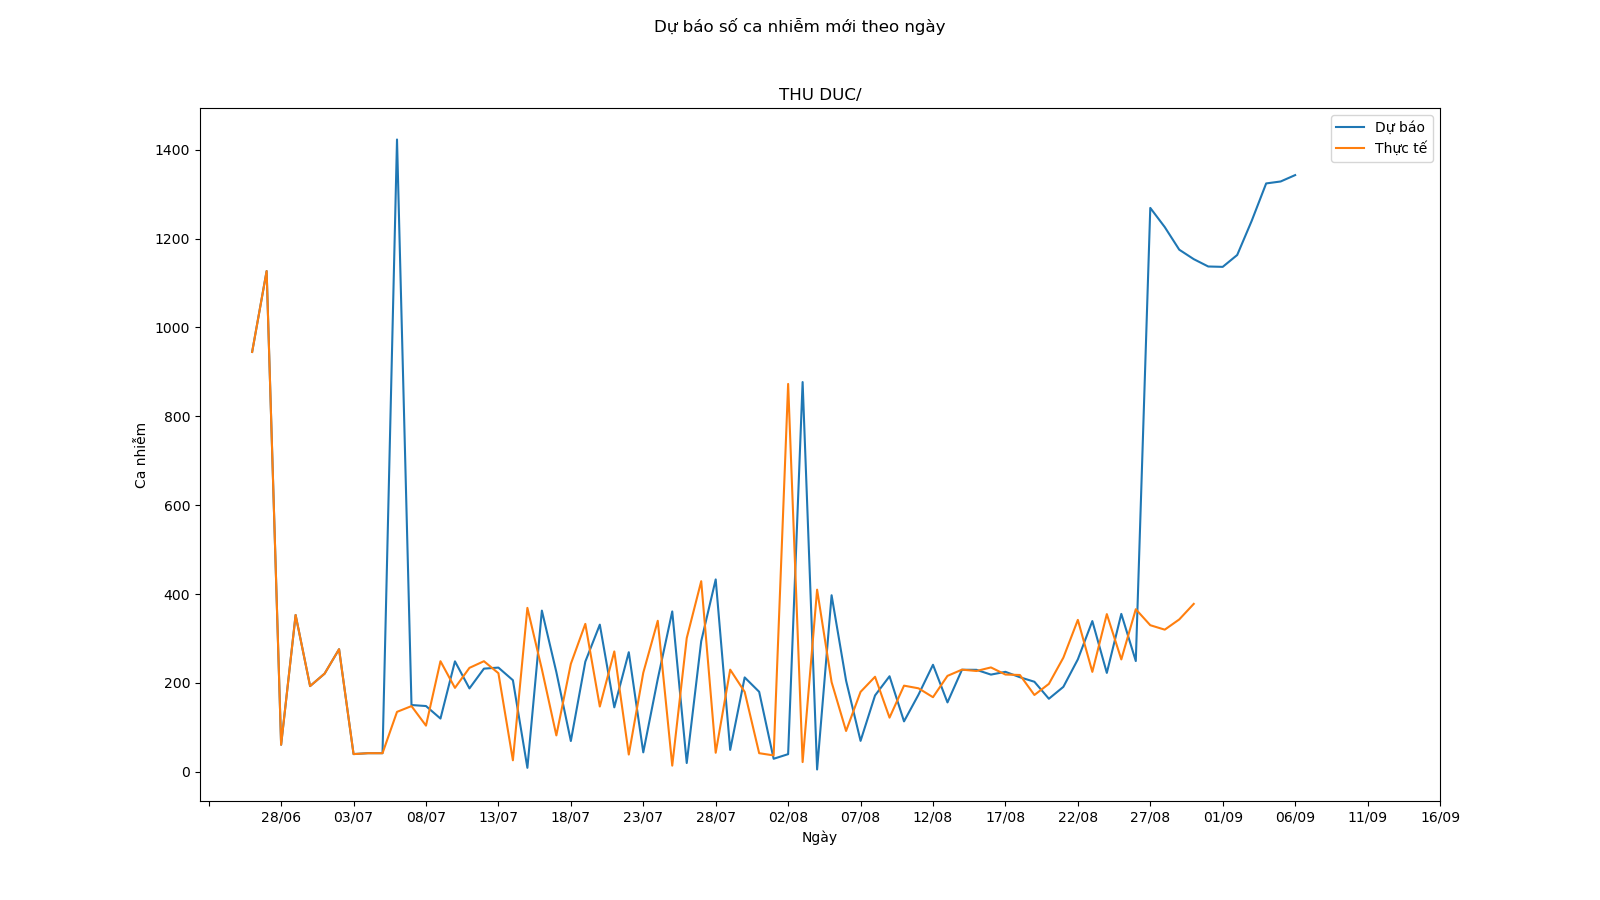 Dự báo số ca nhiễm mới theo ngày
THU DUC/
Dự báo
Thực tế
1400
1200
1000
800
600
400
200
0
Ca nhiễm
28/06 03/07 08/07 13/07 18/07 23/07 28/07 02/08 07/08 12/08 17/08 22/08 27/08 01/09 06/09 11/09 16/09
Ngày